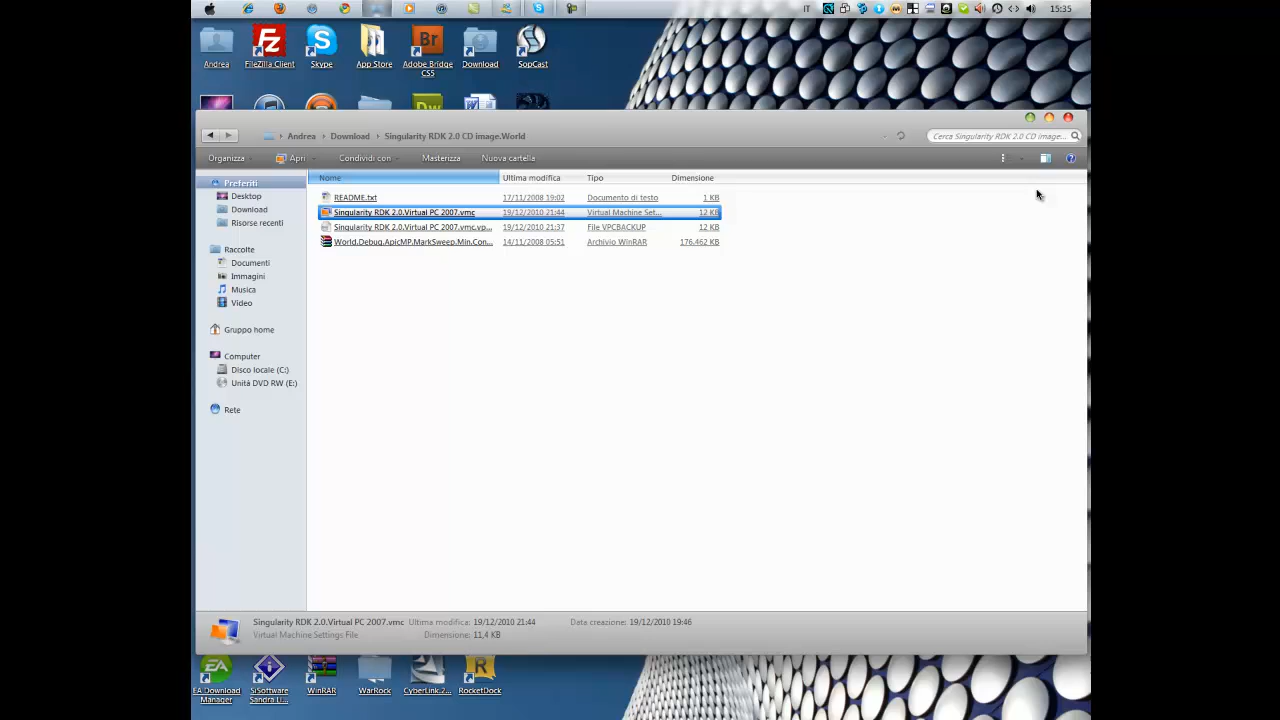 IT 15:35
Andrea FileZilla Client Skype App Store Adobe Bridge CS5 Download SopCast
Andrea Download Singularity RDK 2.0 CD image.World
Cerca Singularity RDK 2.0 CD image...
Organizza Apri Condividi con Masterizza Nuova cartella
Preferiti
Desktop
Download
Risorse recenti
Raccolte
Documenti
Immagini
Musica
Video
Gruppo home
Computer
Disco locale (C:)
Unità DVD RW (E:)
Rete
Nome Ultima modifica Tipo Dimensione
README.txt 17/11/2008 19:02 Documento di testo 1 KB
Singularity RDK 2.0.Virtual PC 2007.vmc 19/12/2010 21:44 Virtual Machine Set... 12 KB
Singularity RDK 2.0.Virtual PC 2007.vmc.vp... 19/12/2010 21:37 File VPCBACKUP 12 KB
World.Debug.ApicMP.MarkSweep.Min.Con... 14/11/2008 05:51 Archivio WinRAR 176.462 KB
Singularity RDK 2.0.Virtual PC 2007.vmc Ultima modifica: 19/12/2010 21:44 Data creazione: 19/12/2010 19:46
Virtual Machine Settings File Dimensione: 11,4 KB
EA Download Manager SiSoftware Sandra Li... WinRAR WarRock CyberLink.2... RocketDock